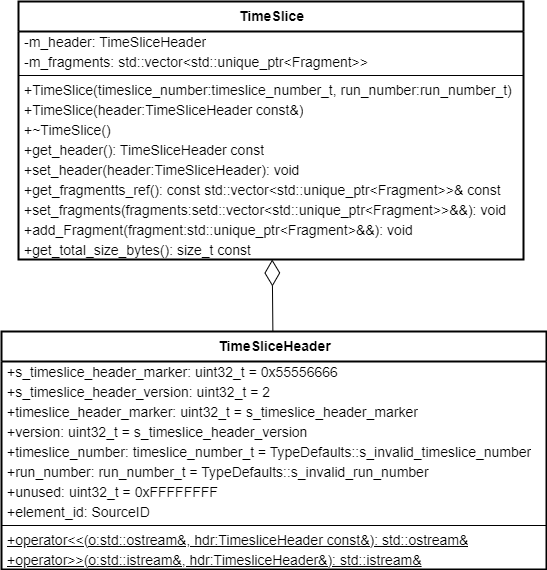 TimeSlice
-m_header: TimeSliceHeader
-m_fragments: std::vector<std::unique_ptr<Fragment>>
+TimeSlice(timeslice_number:timeslice_number_t, run_number:run_number_t)
+TimeSlice(header:TimeSliceHeader const&)
+~TimeSlice()
+get_header(): TimeSliceHeader const
+set_header(header:TimeSliceHeader): void
+get_fragmentts_ref(): const std::vector<std::unique_ptr<Fragment>>& const
+set_fragments(fragments:setd::vector<std::unique_ptr<Fragment>>&&): void
+add_Fragment(fragment:std::unique_ptr<Fragment>&&): void
+get_total_size_bytes(): size_t const
TimeSliceHeader
+s_timeslice_header_marker: uint32_t = 0x55556666
+s_timeslice_header_version: uint32_t = 2
+timeslice_header_marker: uint32_t = s_timeslice_header_marker
+version: uint32_t = s_timeslice_header_version
+timeslice_number: timeslice_number_t = TypeDefaults::s_invalid_timeslice_number
+run_number: run_number_t = TypeDefaults::s_invalid_run_number
+unused: uint32_t = 0xFFFFFFFF
+element_id: SourceID
+operator<<(o:std::ostream&, hdr:TimesliceHeader const&): std::ostream&
+operator>>(o:std::istream&, hdr:TimesliceHeader&): std::istream&